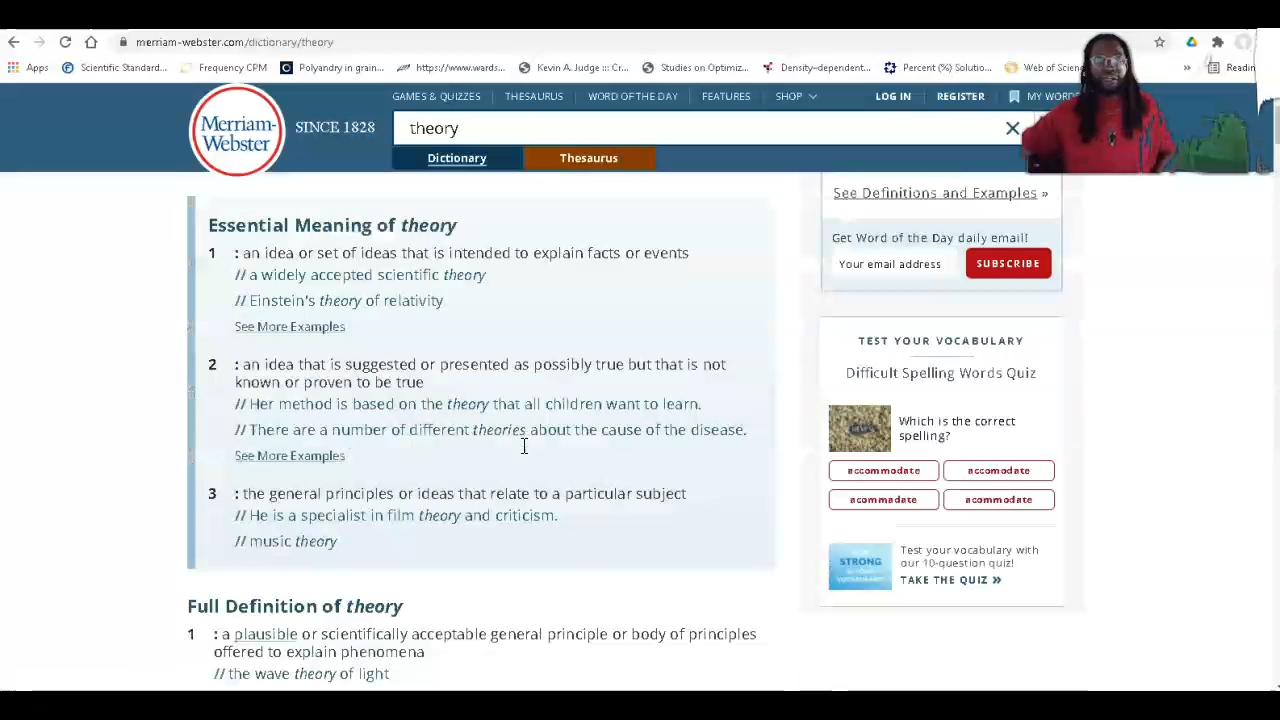 merriam-webster.com/dictionary/theory
Apps Scientific Standard... Frequency CPM Polyandry in grain... https://www.wards... Kevin A. Judge ::: Cr... Studies on Optimiz... Density-dependent... Percent (%) Solutio... Web of Scien » Readin
GAMES & QUIZZES THESAURUS WORD OF THE DAY FEATURES SHOP LOG IN REGISTER MY WORDS
Merriam-
Webster
SINCE 1828
theory
Dictionary Thesaurus
See Definitions and Examples »
Get Word of the Day daily email!
Your email address SUBSCRIBE
Essential Meaning of theory
1 : an idea or set of ideas that is intended to explain facts or events
// a widely accepted scientific theory
// Einstein's theory of relativity
See More Examples
2 : an idea that is suggested or presented as possibly true but that is not
known or proven to be true
// Her method is based on the theory that all children want to learn.
// There are a number of different theories about the cause of the disease.
See More Examples
3 : the general principles or ideas that relate to a particular subject
// He is a specialist in film theory and criticism.
// music theory
Full Definition of theory
1 : a plausible or scientifically acceptable general principle or body of principles
offered to explain phenomena
// the wave theory of light
TEST YOUR VOCABULARY
Difficult Spelling Words Quiz
Which is the correct
spelling?
accommodate accomodate
acommadate acomodate
STRONG
Test your vocabulary with
our 10-question quiz!
TAKE THE QUIZ »